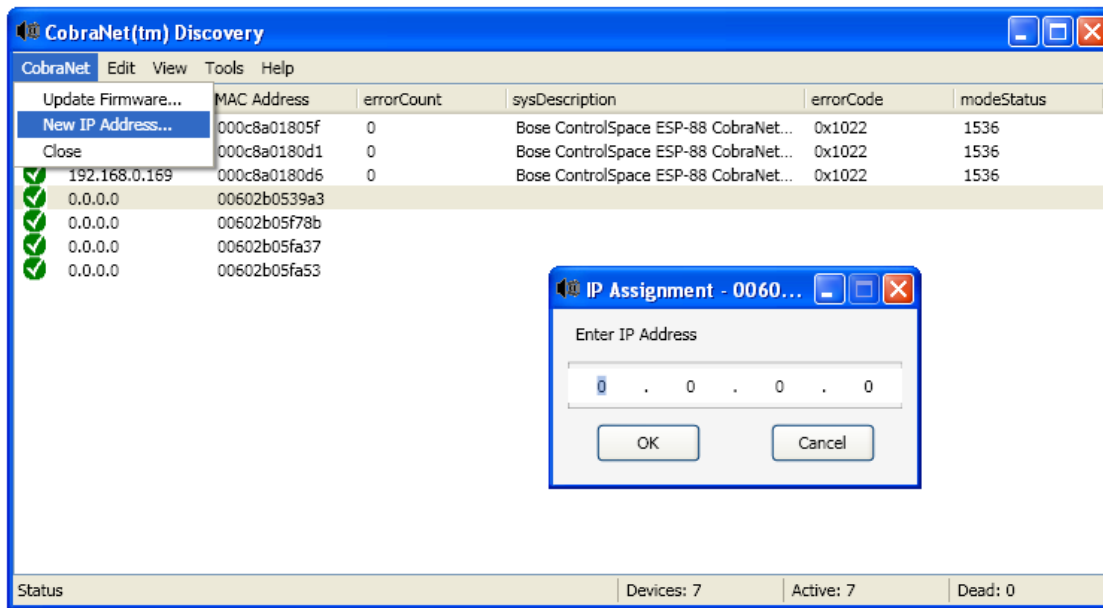 CobraNet(tm) Discovery
CobraNet Edit View Tools Help
Update Firmware... MAC Address errorCount sysDescription errorCode modeStatus
New IP Address... 000c8a01805f 0 Bose ControlSpace ESP-88 CobraNet... 0x1022 1536
Close 000c8a0180d1 0 Bose ControlSpace ESP-88 CobraNet... 0x1022 1536
192.168.0.169 000c8a0180d6 0 Bose ControlSpace ESP-88 CobraNet... 0x1022 1536
0.0.0.0 00602b0539a3
0.0.0.0 00602b05f78b
0.0.0.0 00602b05fa37
0.0.0.0 00602b05fa53
IP Assignment - 0060...
Enter IP Address
0 . 0 . 0 . 0
OK Cancel
Status Devices: 7 Active: 7 Dead: 0